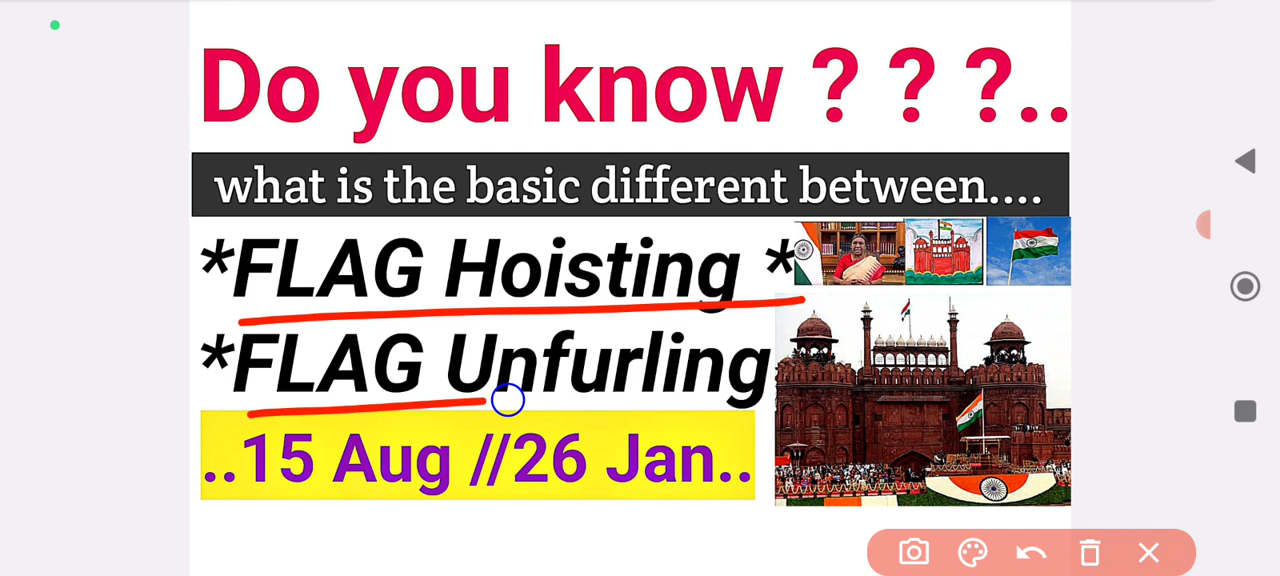 Do you know ? ? ?..
what is the basic different between....
*FLAG Hoisting *
*FLAG Unfurling
..15 Aug //26 Jan..